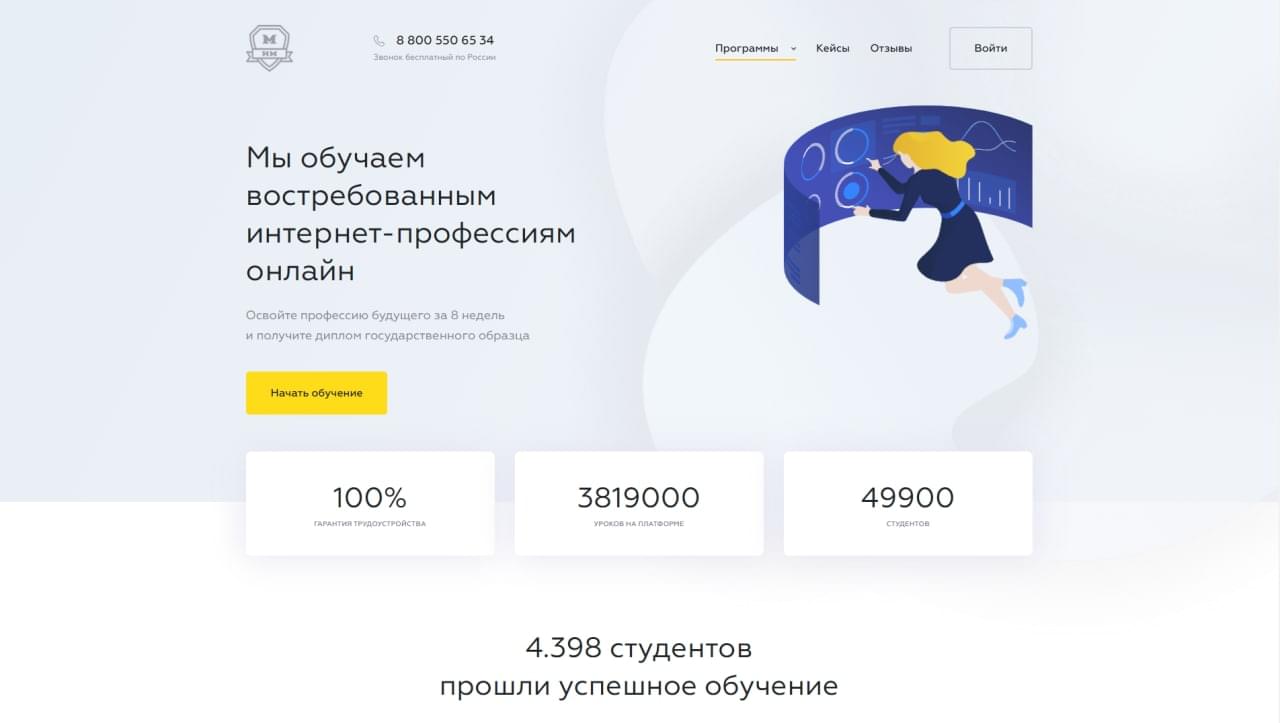 М
ЯМ
8 800 550 65 34
Звонок бесплатный по России
Программы
Кейсы
Отзывы
Войти
Мы обучаем
востребованным
интернет-профессиям
онлайн
Освойте профессию будущего за 8 недель
и получите диплом государственного образца
Начать обучение
100%
ГАРАНТИЯ ТРУДОУСТРОЙСТВА
3819000
УРОКОВ НА ПЛАТФОРМЕ
49900
СТУДЕНТОВ
4.398 студентов
прошли успешное обучение